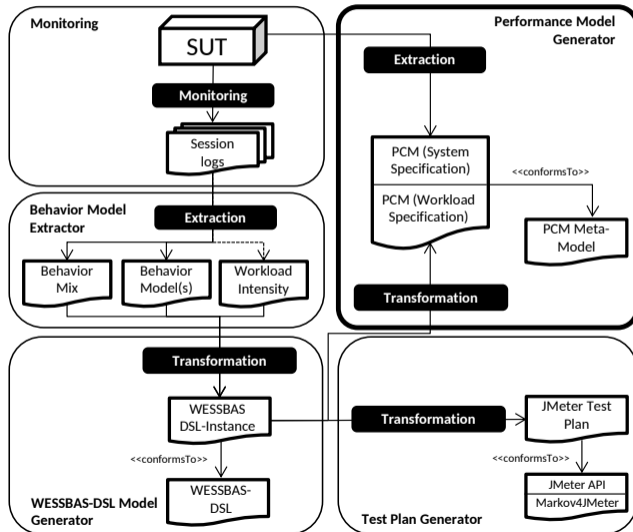 Monitoring
SUT
Monitoring
Session
logs
Performance Model
Generator
Extraction
PCM (System
Specification)
PCM (Workload
Specification)
<<conformsTo>>
PCM Meta-
Model
Transformation
Behavior Model
Extractor
Extraction
Behavior
Mix
Behavior
Model(s)
Workload
Intensity
Transformation
WESSBAS
DSL-Instance
<<conformsTo>>
WESSBAS-
DSL
WESSBAS-DSL Model
Generator
Transformation
JMeter Test
Plan
<<conformsTo>>
JMeter API
Markov4JMeter
Test Plan Generator